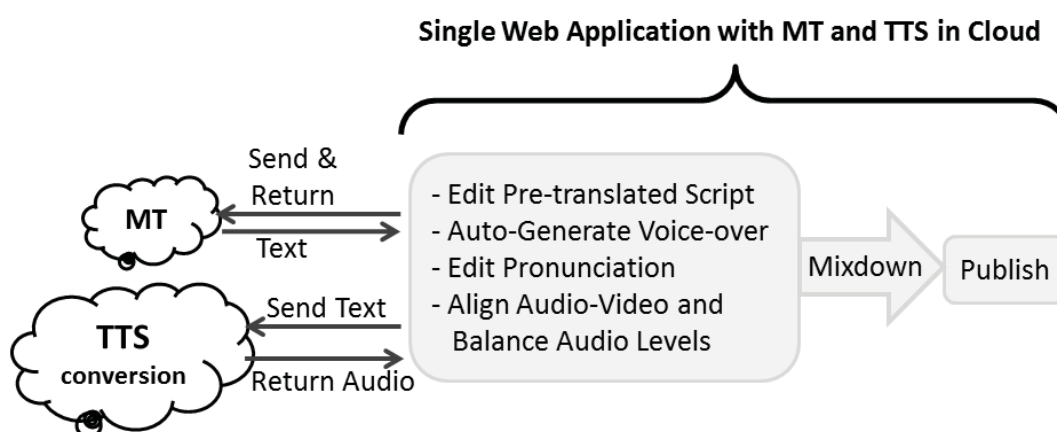 Single Web Application with MT and TTS in Cloud
Send &
Return
MT
Text
Send Text
TTS
conversion
Return Audio
- Edit Pre-translated Script
- Auto-Generate Voice-over
- Edit Pronunciation
- Align Audio-Video and
Balance Audio Levels
Mixdown
Publish